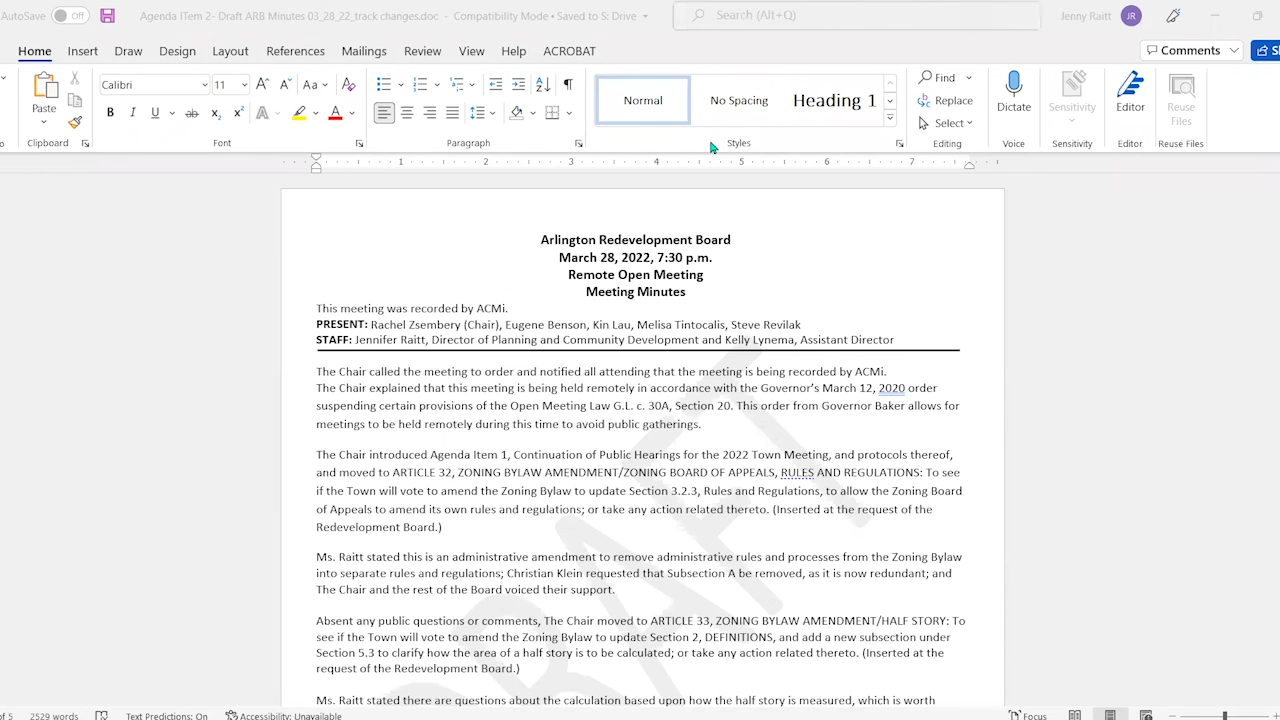 AutoSave Off Agenda ITem 2- Draft ARB Minutes 03_28_22_track changes.doc - Compatibility Mode • Saved to S: Drive Search (Alt+Q) Jenny Raitt JR
Home Insert Draw Design Layout References Mailings Review View Help ACROBAT Comments
Paste Calibri 11 Normal No Spacing Heading 1 Find Replace Select Dictate Sensitivity Editor Reuse Files
Clipboard Font Paragraph Styles Editing Voice Sensitivity Editor Reuse Files
1 2 3 4 5 6 7
Arlington Redevelopment Board
March 28, 2022, 7:30 p.m.
Remote Open Meeting
Meeting Minutes
This meeting was recorded by ACMi.
PRESENT: Rachel Zsembery (Chair), Eugene Benson, Kin Lau, Melisa Tintocalis, Steve Revilak
STAFF: Jennifer Raitt, Director of Planning and Community Development and Kelly Lynema, Assistant Director
The Chair called the meeting to order and notified all attending that the meeting is being recorded by ACMi.
The Chair explained that this meeting is being held remotely in accordance with the Governor's March 12, 2020 order
suspending certain provisions of the Open Meeting Law G.L. c. 30A, Section 20. This order from Governor Baker allows for
meetings to be held remotely during this time to avoid public gatherings.
The Chair introduced Agenda Item 1, Continuation of Public Hearings for the 2022 Town Meeting, and protocols thereof,
and moved to ARTICLE 32, ZONING BYLAW AMENDMENT/ZONING BOARD OF APPEALS, RULES AND REGULATIONS: To see
if the Town will vote to amend the Zoning Bylaw to update Section 3.2.3, Rules and Regulations, to allow the Zoning Board
of Appeals to amend its own rules and regulations; or take any action related thereto. (Inserted at the request of the
Redevelopment Board.)
Ms. Raitt stated this is an administrative amendment to remove administrative rules and processes from the Zoning Bylaw
into separate rules and regulations; Christian Klein requested that Subsection A be removed, as it is now redundant; and
The Chair and the rest of the Board voiced their support.
Absent any public questions or comments, The Chair moved to ARTICLE 33, ZONING BYLAW AMENDMENT/HALF STORY: To
see if the Town will vote to amend the Zoning Bylaw to update Section 2, DEFINITIONS, and add a new subsection under
Section 5.3 to clarify how the area of a half story is to be calculated; or take any action related thereto. (Inserted at the
request of the Redevelopment Board.)
Ms. Raitt stated there are questions about the calculation based upon how the half story is measured, which is worth
DRAFT
of 5 2529 words Text Predictions: On Accessibility: Unavailable Focus